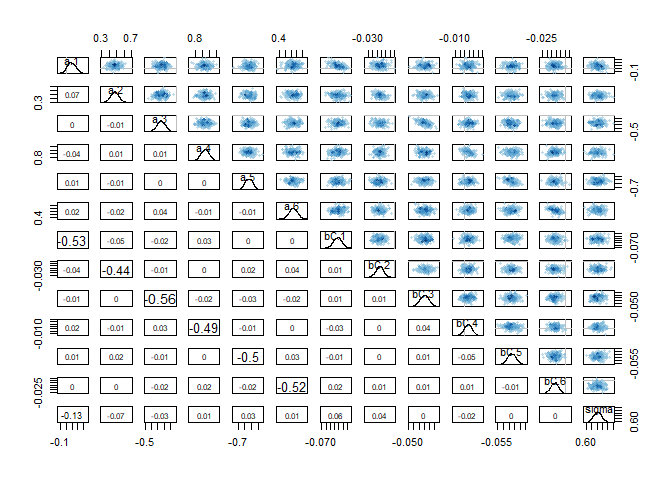 0.3 0.7 0.8 0.4 -0.030 -0.010 -0.025
a.1 -0.1
0.3 0.07 a.2
0 -0.01 a.3 -0.5
0.8 -0.04 0.01 0.01 a.4
0.01 -0.01 0 0 a.5 -0.7
0.4 0.02 -0.02 0.04 -0.01 -0.01 a.6
-0.53 -0.05 -0.02 0.03 0 0 bC.1 -0.070
-0.030 -0.04 -0.44 -0.01 0 0.02 0.04 0.01 bC.2
-0.01 0 -0.56 -0.02 -0.03 -0.02 0.01 0.01 bC.3 -0.050
-0.010 0.02 -0.01 0.03 -0.49 -0.01 0 -0.03 0 0.04 bC.4
0.01 0.02 -0.01 0 -0.5 0.03 -0.01 0 0.01 -0.05 bC.5 -0.055
-0.025 0 0 -0.02 0.02 -0.02 -0.52 0.01 0.01 -0.01 -0.01 -0.01 bC.6
-0.13 -0.07 -0.03 0.01 0.03 0.01 0.06 0.04 0 -0.02 0 0 sigma 0.60
-0.1 -0.5 -0.7 -0.070 -0.050 -0.055 0.60